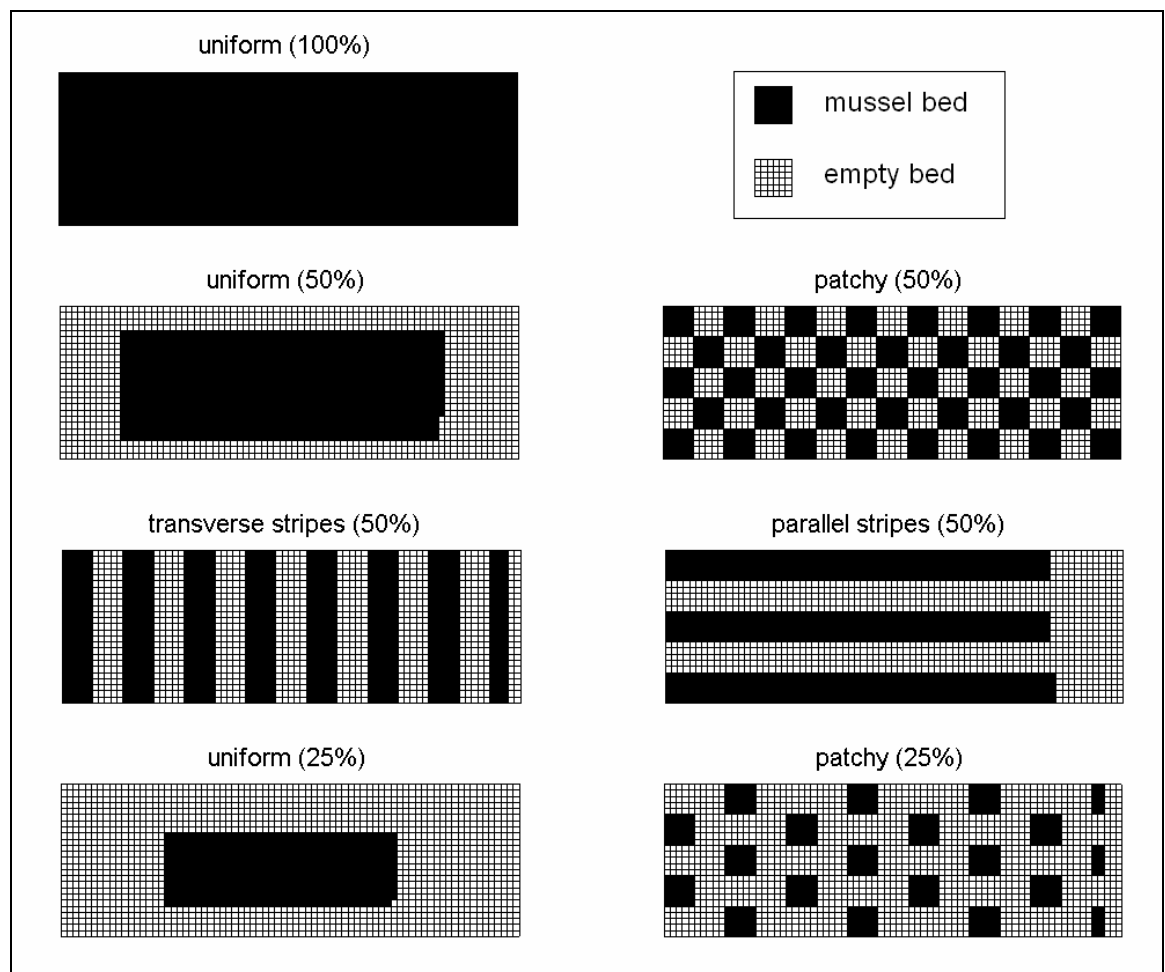 uniform (100%)
mussel bed
empty bed
uniform (50%)
patchy (50%)
transverse stripes (50%)
parallel stripes (50%)
uniform (25%)
patchy (25%)